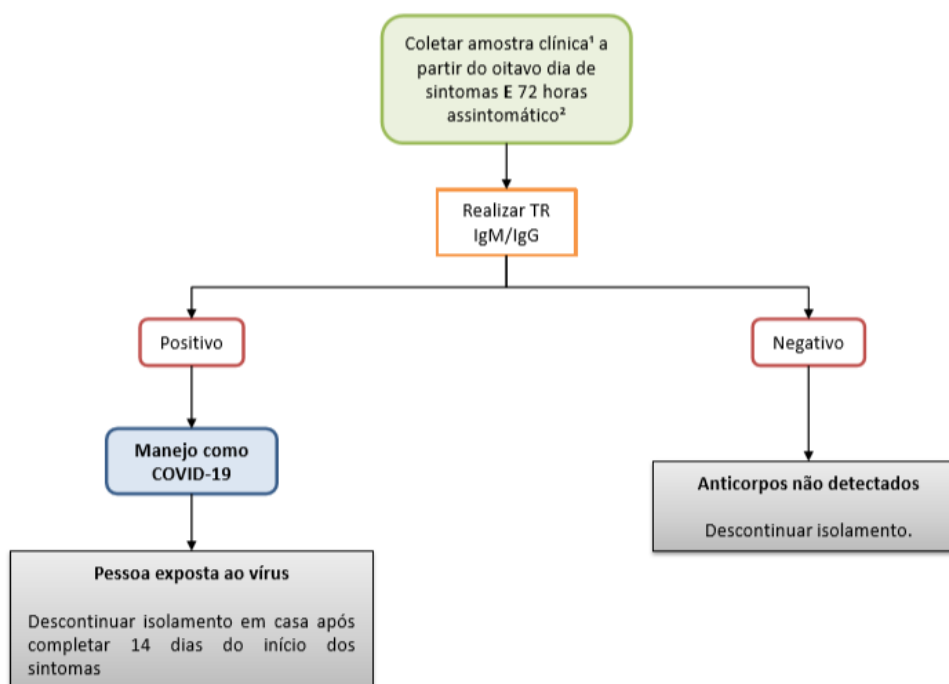 Coletar amostra clínica¹ a
partir do oitavo dia de
sintomas E 72 horas
assintomático²
Realizar TR
IgM/IgG
Positivo
Negativo
Manejo como
COVID-19
Anticorpos não detectados
Descontinuar isolamento.
Pessoa exposta ao vírus
Descontinuar isolamento em casa após
completar 14 dias do início dos
sintomas